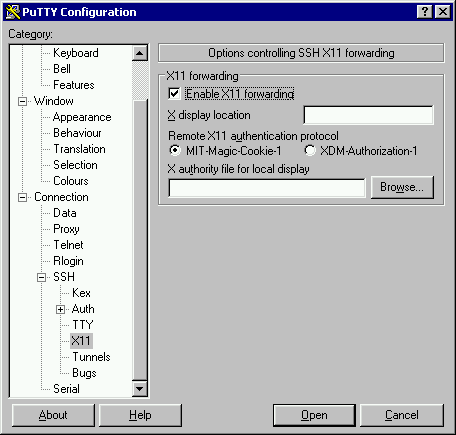 PuTTY Configuration
Category:
Keyboard
Bell
Features
Window
Appearance
Behaviour
Translation
Selection
Colours
Connection
Data
Proxy
Telnet
Rlogin
SSH
Kex
Auth
TTY
X11
Tunnels
Bugs
Serial
Options controlling SSH X11 forwarding
X11 forwarding
Enable X11 forwarding
X display location
Remote X11 authentication protocol
MIT-Magic-Cookie-1 XDM-Authorization-1
X authority file for local display
Browse...
About Help Open Cancel